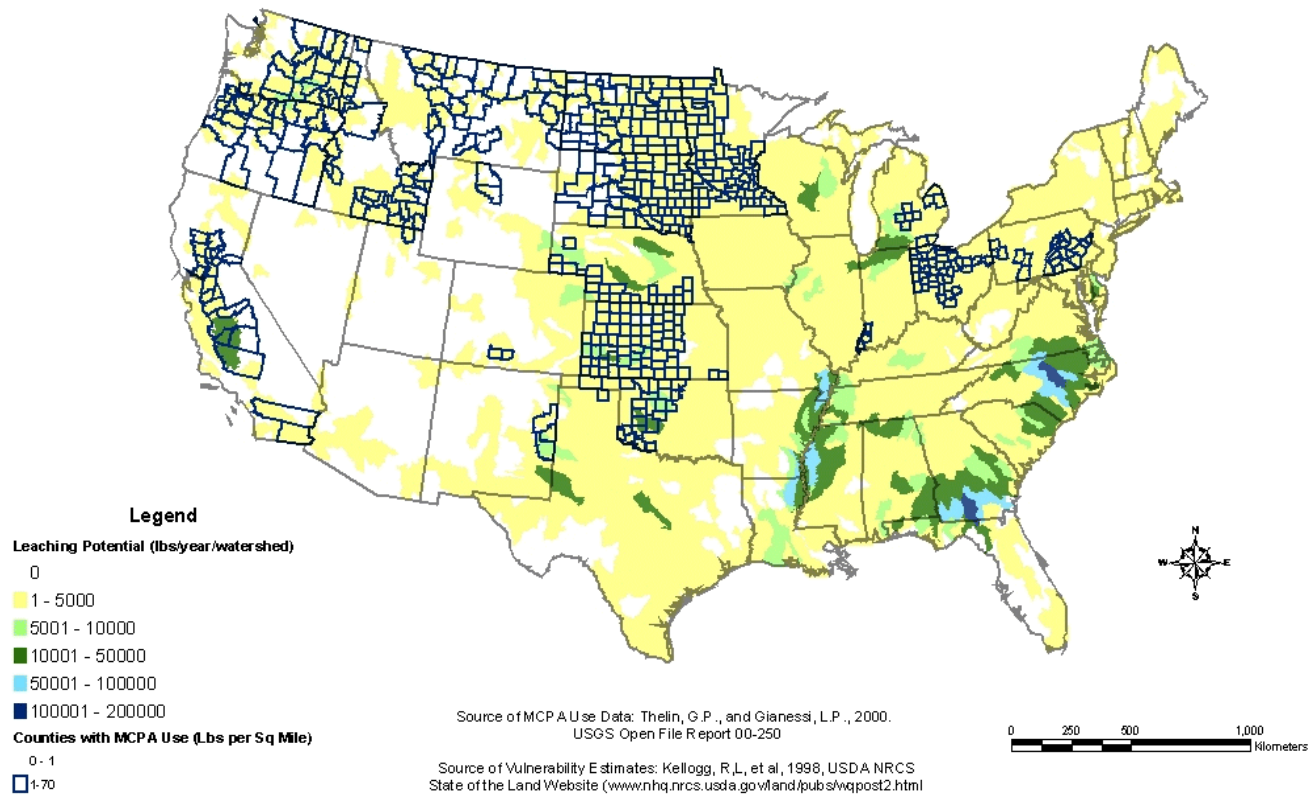 Legend
Leaching Potential (lbs/year/watershed)
0
1 - 5000
5001 - 10000
10001 - 50000
50001 - 100000
100001 - 200000
Counties with MCPA Use (Lbs per Sq Mile)
0 - 1
1-70
Source of MCPA Use Data: Thelin, G.P., and Gianessi, L.P., 2000.
USGS Open File Report 00-250
Source of Vulnerability Estimates: Kellogg, R,L, et al, 1998, USDA NRCS
State of the Land Website (www.nhq.nrcs.usda.gov/land/pubs/wqpost2.html
N
W E
S
0 250 500 1,000
Kilometers